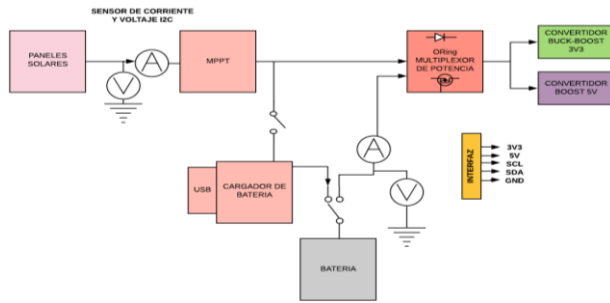 SENSOR DE CORRIENTE
Y VOLTAJE I2C
PANELES
SOLARES
A
V
MPPT
ORing
MULTIPLEXOR
DE POTENCIA
CONVERTIDOR
BUCK-BOOST
3V3
CONVERTIDOR
BOOST 5V
INTERFAZ
3V3
5V
SCL
SDA
GND
USB
CARGADOR DE
BATERIA
A
V
BATERIA